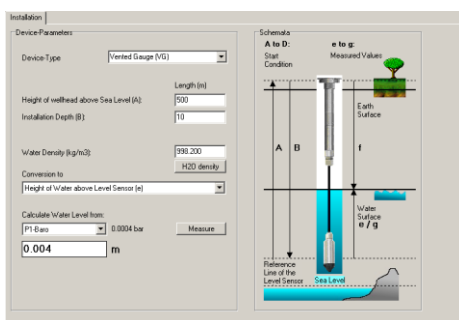 Installation
Device-Parameters
Device-Type
Vented Gauge (VG)
Length (m)
Height of wellhead above Sea Level (A):
500
Installation Depth (B):
10
Water Density (kg/m3):
998.200
H2O density
Conversion to
Height of Water above Level Sensor (e)
Calculate Water Level from:
P1-Baro
0.0004 bar
Measure
0.004
m
Schemata
A to D:
e to g:
Start
Condition
Measured Values
Earth
Surface
A
B
f
Water
Surface
e / g
Reference
Line of the
Level Sensor
Sea Level